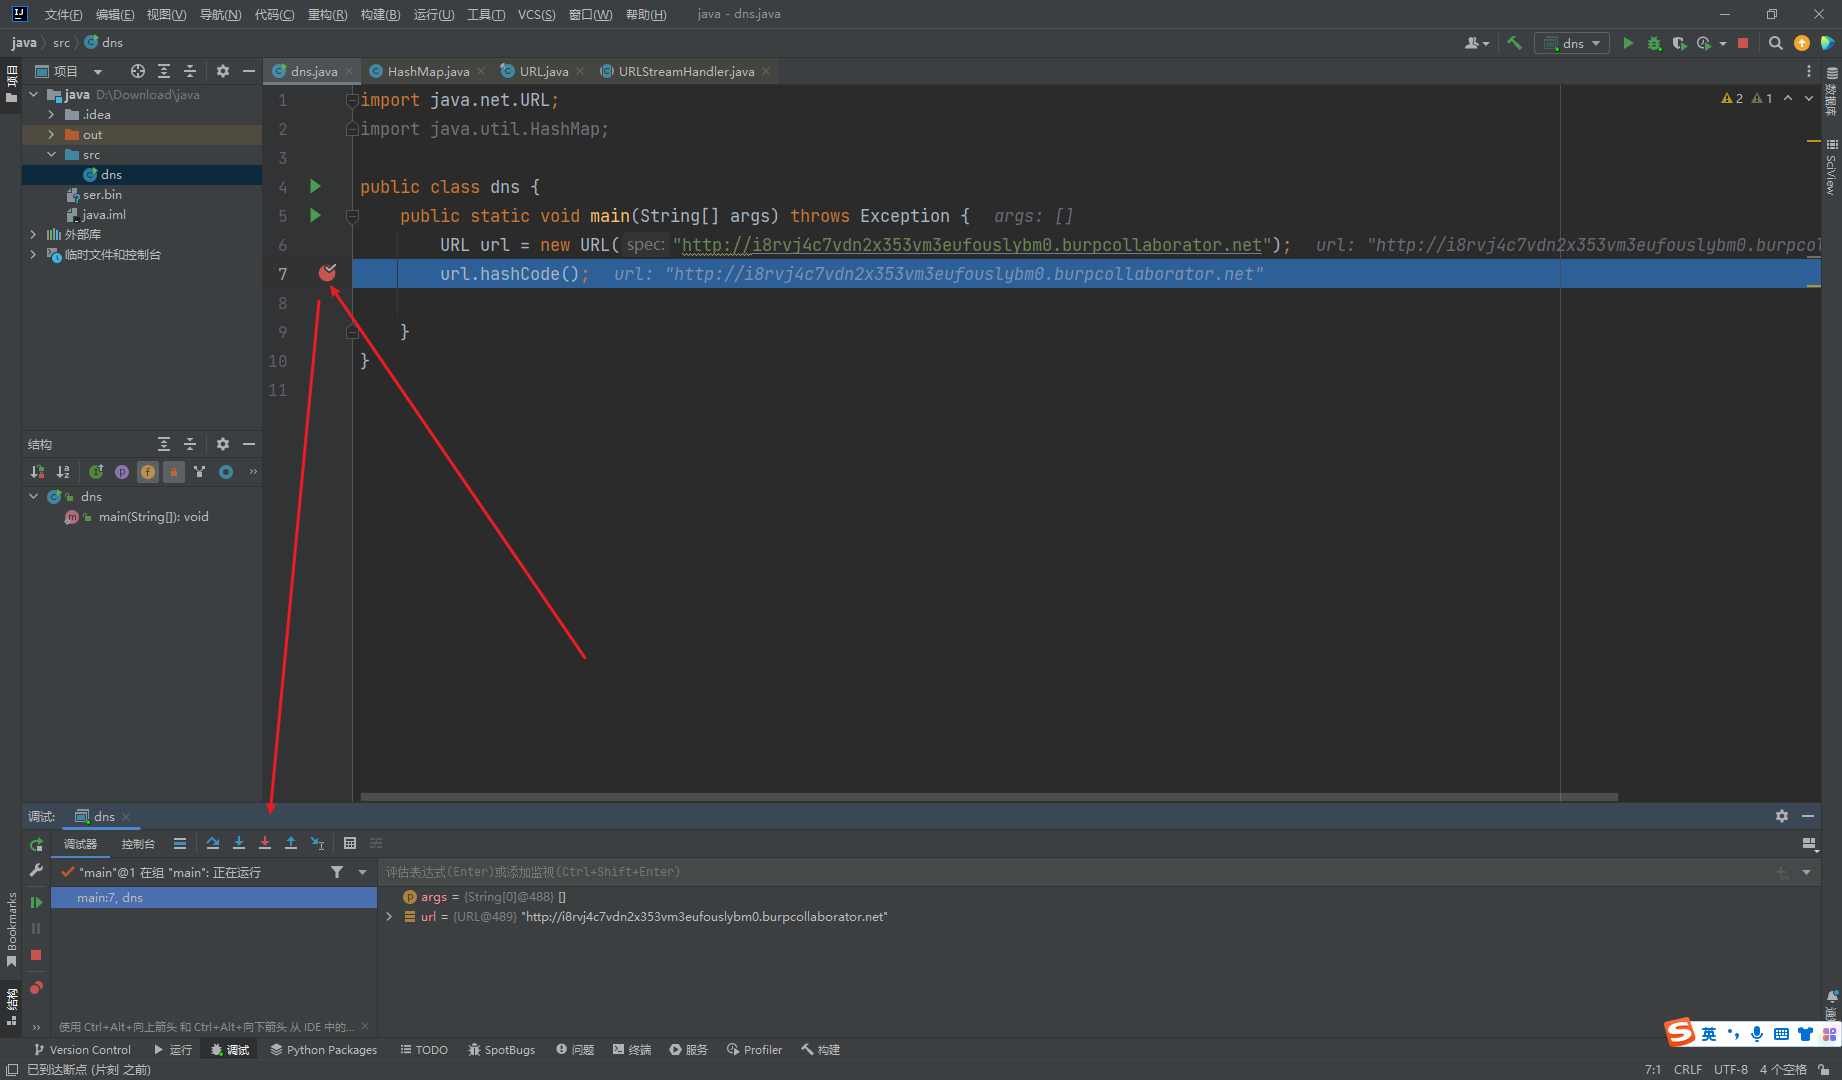 文件(F) 编辑(E) 视图(V) 导航(N) 代码(C) 重构(R) 构建(B) 运行(U) 工具(T) VCS(S) 窗口(W) 帮助(H) java - dns.java
java src dns
dns
项目
项目
dns.java HashMap.java URL.java URLStreamHandler.java
java D:\Download\java
.idea
out
src
dns
ser.bin
java.iml
外部库
临时文件和控制台
2 1
数据库
SciView
1 import java.net.URL;
2 import java.util.HashMap;
3
4 public class dns {
5 public static void main(String[] args) throws Exception { args: []
6 URL url = new URL( spec: "http://i8rvj4c7vdn2x353vm3eufouslybm0.burpcollaborator.net"); url: "http://i8rvj4c7vdn2x353vm3eufouslybm0.burpcol
7 url.hashCode(); url: "http://i8rvj4c7vdn2x353vm3eufouslybm0.burpcollaborator.net"
8
9 }
10 }
11
结构
dns
main(String[]): void
调试: dns
调试器 控制台
"main"@1 在组 "main": 正在运行
评估表达式(Enter)或添加监视(Ctrl+Shift+Enter)
main:7, dns
args = {String[0]@488} []
url = {URL@489} "http://i8rvj4c7vdn2x353vm3eufouslybm0.burpcollaborator.net"
Bookmarks
结构
使用 Ctrl+Alt+向上箭头 和 Ctrl+Alt+向下箭头 从 IDE 中的...
英
Version Control 运行 调试 Python Packages TODO SpotBugs 问题 终端 服务 Profiler 构建
已到达断点 (片刻 之前)
7:1 CRLF UTF-8 4 个空格